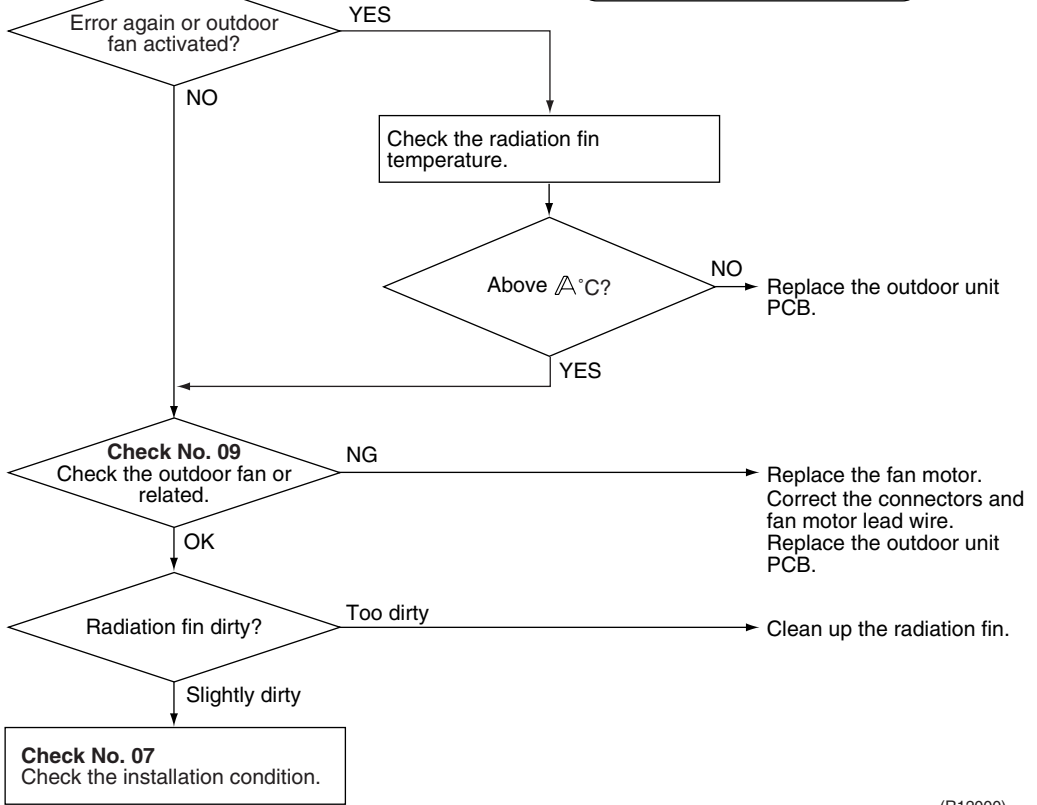 Error again or outdoor
fan activated?
YES
NO
Check the radiation fin
temperature.
Above A°C?
NO
Replace the outdoor unit
PCB.
YES
Check No. 09
Check the outdoor fan or
related.
NG
Replace the fan motor.
Correct the connectors and
fan motor lead wire.
Replace the outdoor unit
PCB.
OK
Radiation fin dirty?
Too dirty
Clean up the radiation fin.
Slightly dirty
Check No. 07
Check the installation condition.